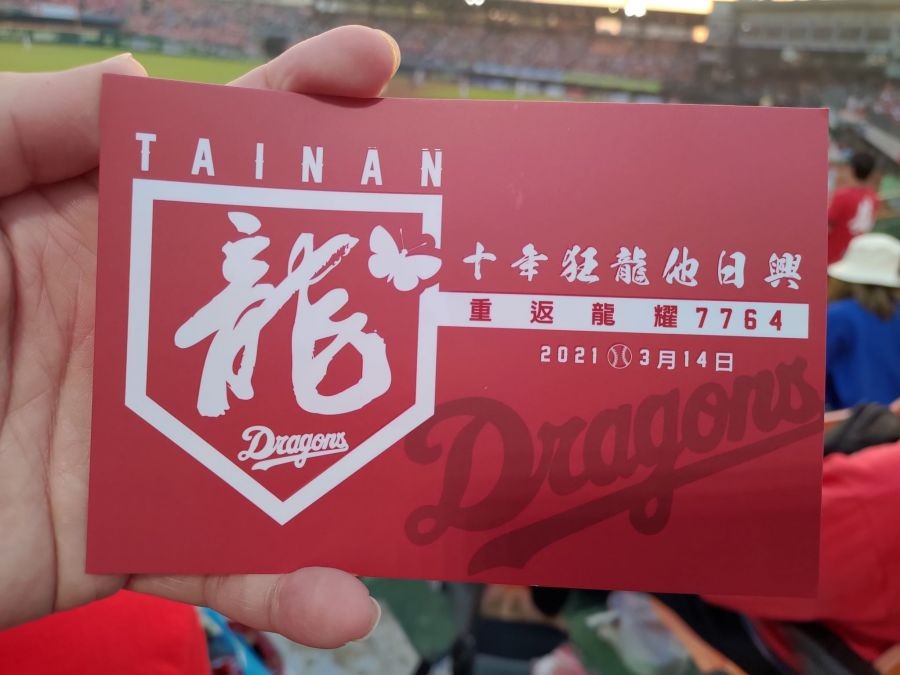 TAINAN
龍
Dragons
十年狂龍他日興
重返龍耀7764
2021 3月14日
Dragons